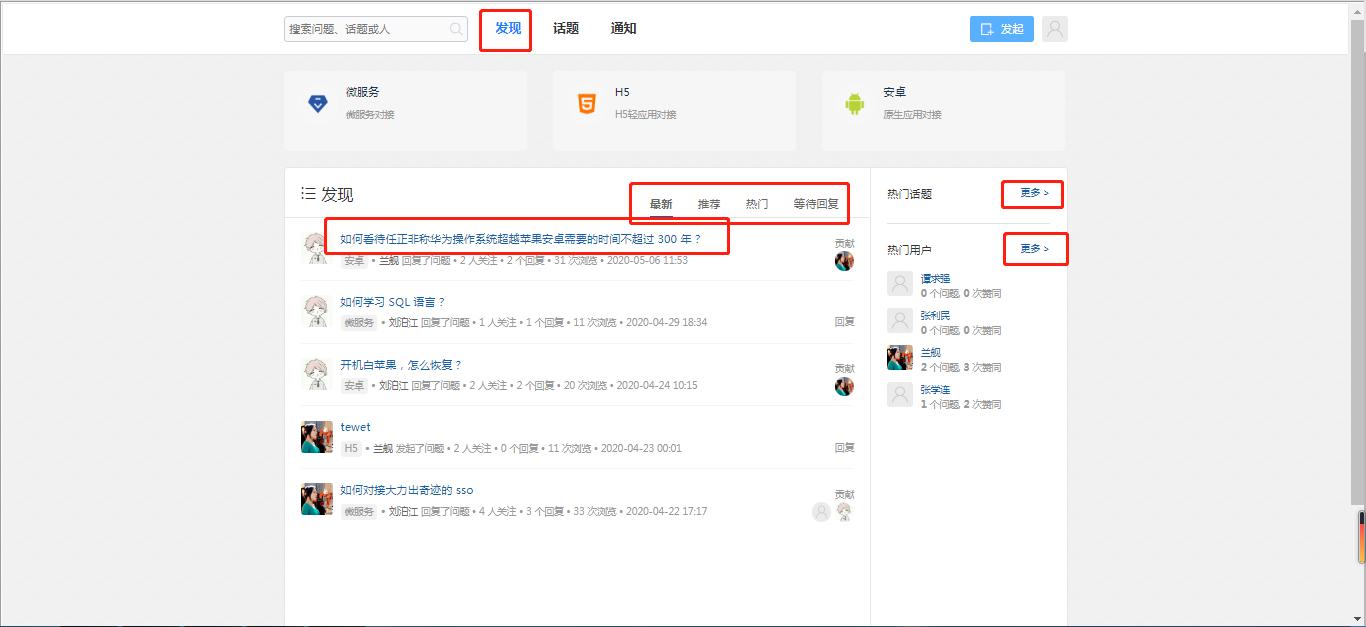 搜索问题、话题或人 发现 话题 通知 发起
微服务
微服务对接
H5
H5轻应用对接
安卓
原生应用对接
发现 最新 推荐 热门 等待回复
如何看待任正非称华为操作系统超越苹果安卓需要的时间不超过 300 年？
贡献
安卓 • 兰舰 回复了问题 • 2 人关注 • 2 个回复 • 31 次浏览 • 2020-05-06 11:53
如何学习 SQL 语言？
微服务 • 刘汩江 回复了问题 • 1 人关注 • 1 个回复 • 11 次浏览 • 2020-04-29 18:34
回复
开机白苹果，怎么恢复？
贡献
安卓 • 刘汩江 回复了问题 • 2 人关注 • 2 个回复 • 20 次浏览 • 2020-04-24 10:15
tewet
H5 • 兰舰 发起了问题 • 2 人关注 • 0 个回复 • 11 次浏览 • 2020-04-23 00:01
回复
如何对接大力出奇迹的 sso
贡献
微服务 • 刘汩江 回复了问题 • 4 人关注 • 3 个回复 • 33 次浏览 • 2020-04-22 17:17
热门话题 更多 >
热门用户 更多 >
谭求强
0 个问题, 0 次赞同
张利民
0 个问题, 0 次赞同
兰舰
2 个问题, 3 次赞同
张学连
1 个问题, 2 次赞同